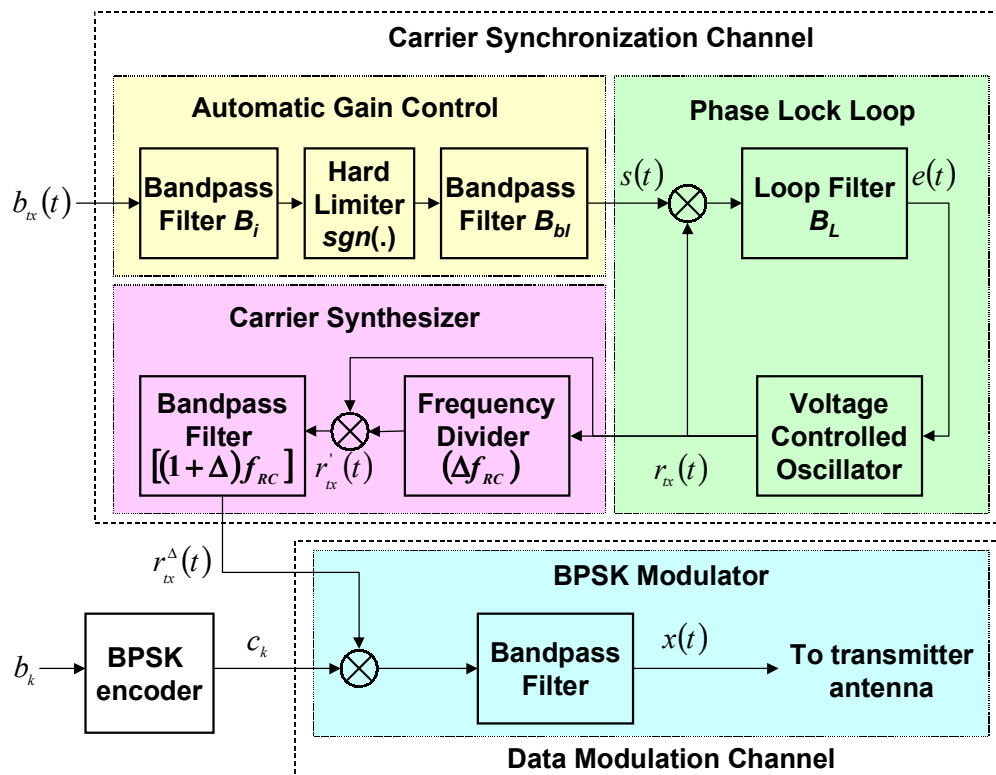 Carrier Synchronization Channel
Automatic Gain Control
b_tx(t)
Bandpass
Filter B_i
Hard
Limiter
sgn(.)
Bandpass
Filter B_bl
Phase Lock Loop
s(t)
Loop Filter
B_L
e(t)
Carrier Synthesizer
Bandpass
Filter
[(1+Δ)f_RC]
r'_tx(t)
Frequency
Divider
(Δf_RC)
r_tx(t)
Voltage
Controlled
Oscillator
r_tx^Δ(t)
BPSK Modulator
b_k
BPSK
encoder
c_k
Bandpass
Filter
x(t)
To transmitter
antenna
Data Modulation Channel